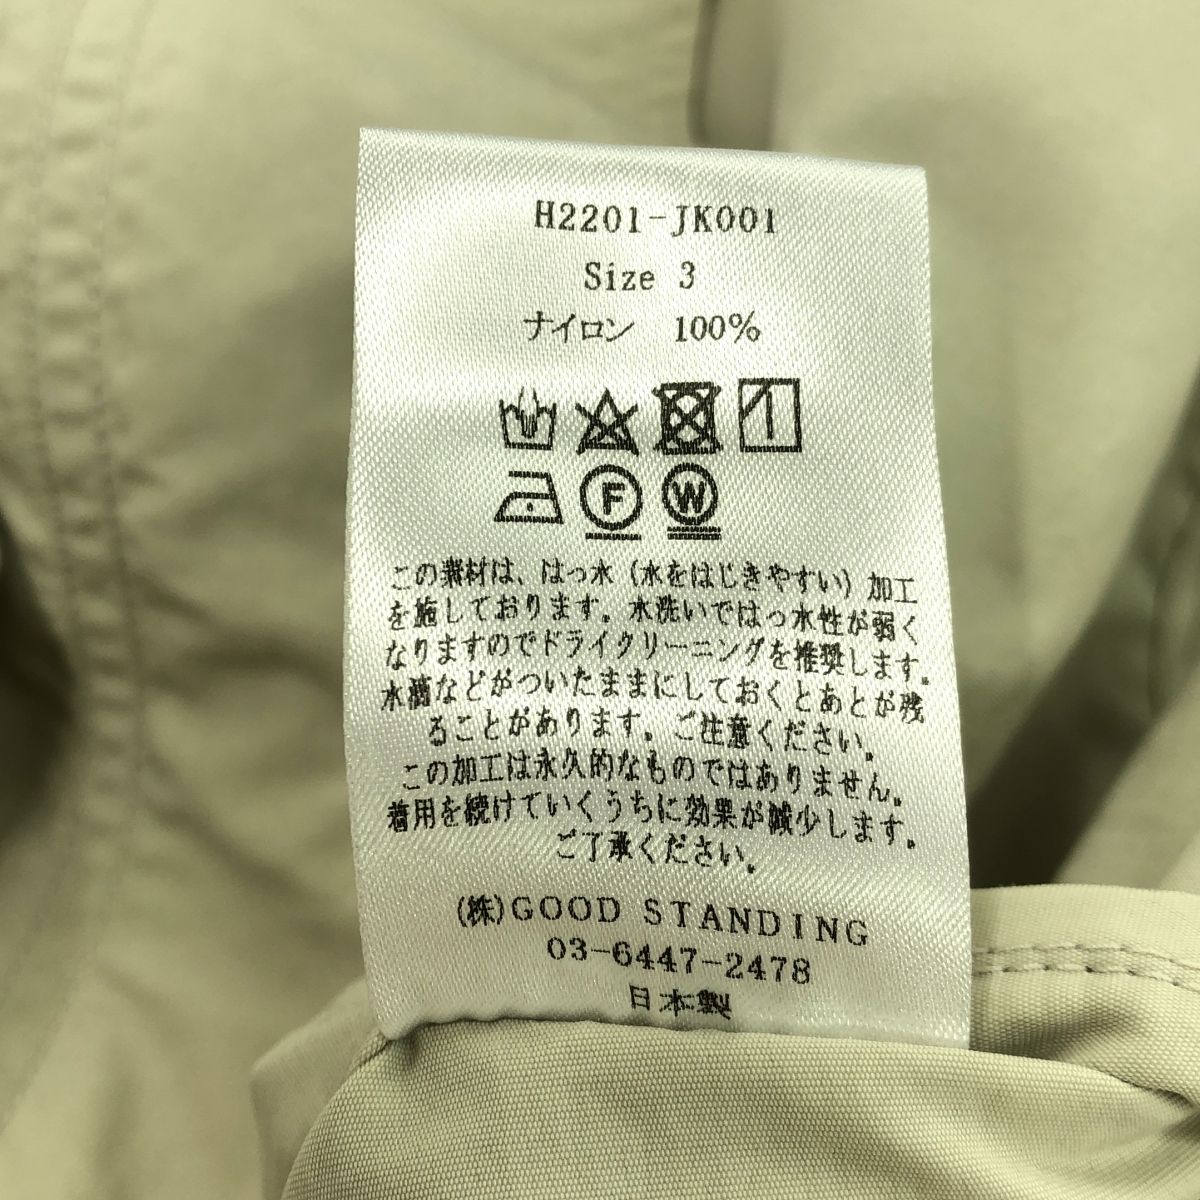 H2201-JK001
Size 3
ナイロン 100%
F W
この素材は、はっ水（水をはじきやすい）加工
を施しております。水洗いではっ水性が弱く
なりますのでドライクリーニングを推奨します。
水滴などがついたままにしておくとあとが残
ることがあります。ご注意ください。
この加工は永久的なものではありません。
着用を続けていくうちに効果が減少します。
ご了承ください。
(株)GOOD STANDING
03-6447-2478
日本製